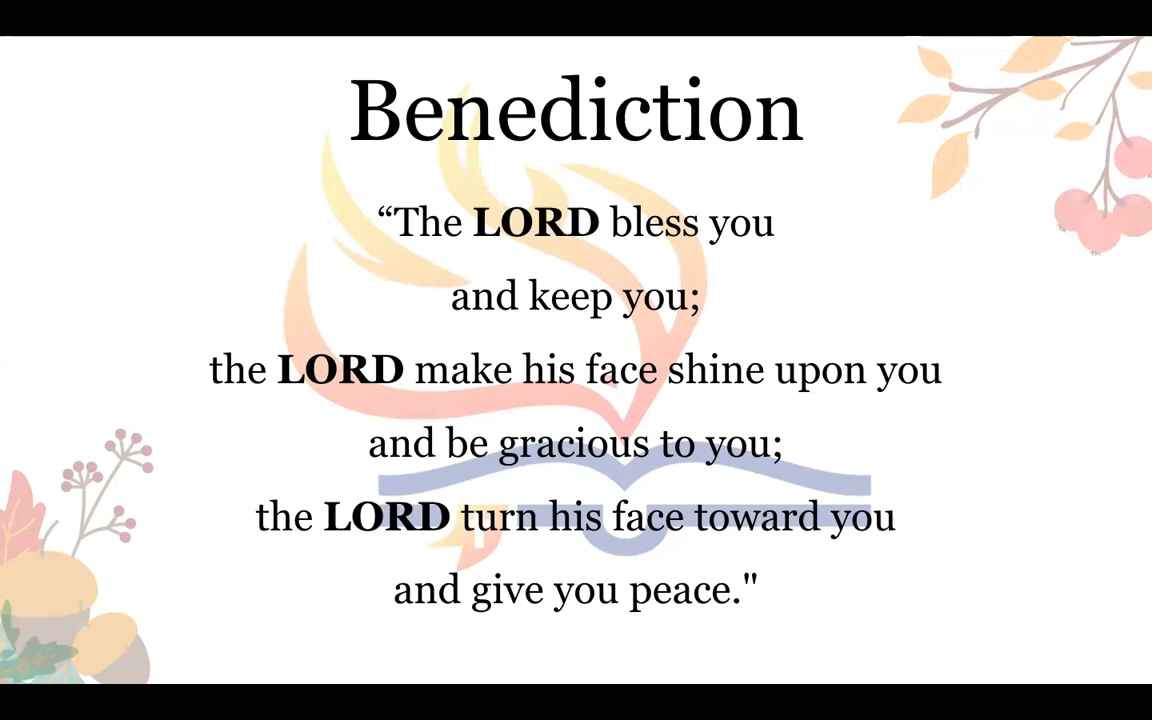 Benediction
“The LORD bless you
and keep you;
the LORD make his face shine upon you
and be gracious to you;
the LORD turn his face toward you
and give you peace."